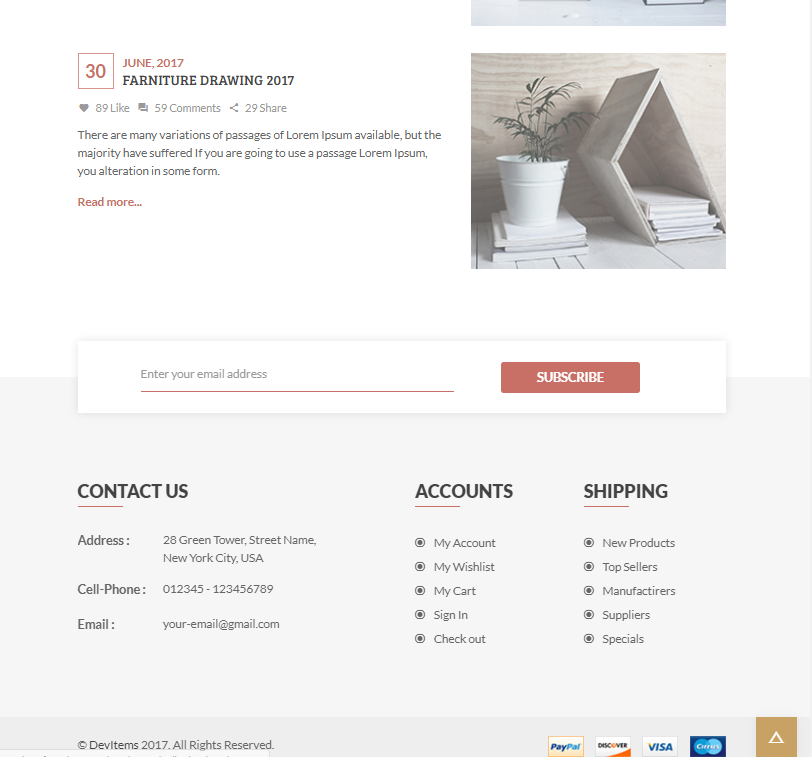 30
JUNE, 2017
FARNITURE DRAWING 2017
89 Like 59 Comments 29 Share
There are many variations of passages of Lorem Ipsum available, but the
majority have suffered If you are going to use a passage Lorem Ipsum,
you alteration in some form.
Read more...
Enter your email address
SUBSCRIBE
CONTACT US
Address :
28 Green Tower, Street Name,
New York City, USA
Cell-Phone :
012345 - 123456789
Email :
your-email@gmail.com
ACCOUNTS
My Account
My Wishlist
My Cart
Sign In
Check out
SHIPPING
New Products
Top Sellers
Manufactirers
Suppliers
Specials
© DevItems 2017. All Rights Reserved.
PayPal
DISCOVER
VISA
Cirrus